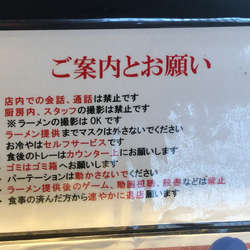 ご案内とお願い
・店内での会話、通話は禁止です
・厨房内、スタッフの撮影は禁止です
※ラーメンの撮影はOKです
・ラーメン提供までマスクは外さないでください
・お冷やはセルフサービスです
・食後のトレーはカウンター上にお願いします
・ゴミはゴミ箱へお願いします
・パーテーションは動かさないでください
・ラーメン提供後のゲーム、動画視聴、読書などは禁止
・食事の済んだ方から速やかに退店願います